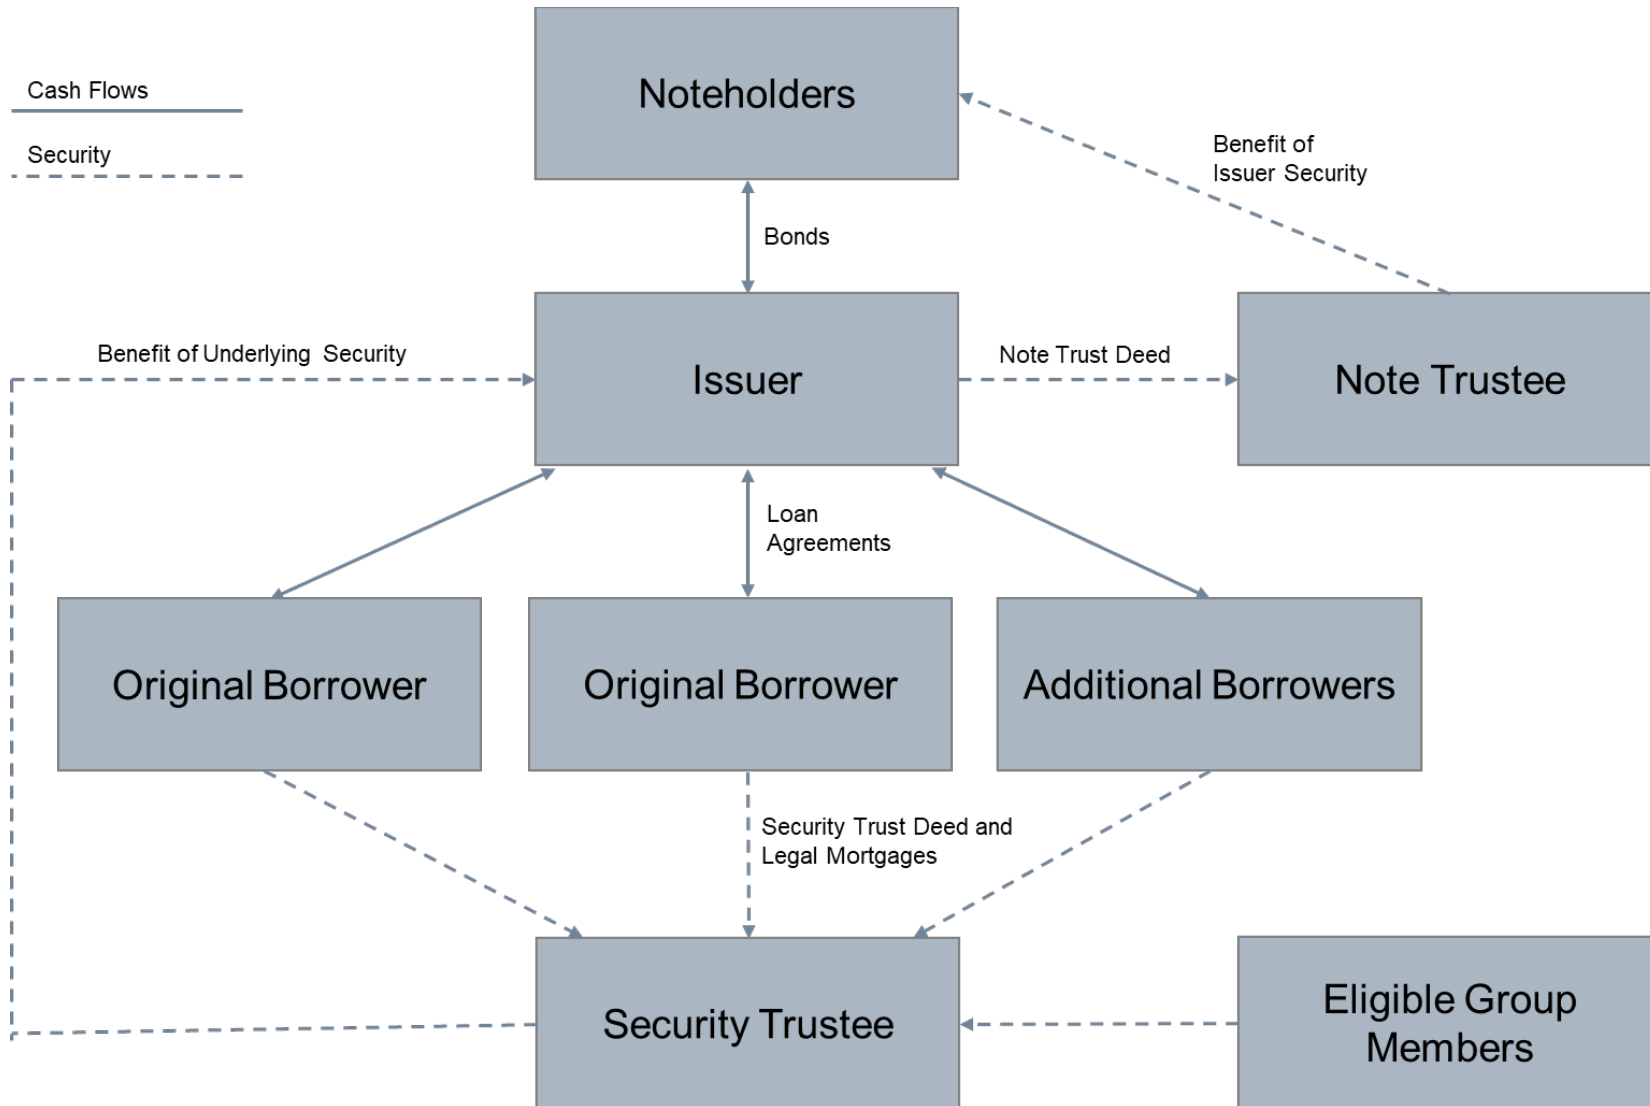 Noteholders
Cash Flows
Security
Benefit of
Issuer Security
Bonds
Benefit of Underlying Security
Issuer
Note Trust Deed
Note Trustee
Loan
Agreements
Original Borrower
Original Borrower
Additional Borrowers
Security Trust Deed and
Legal Mortgages
Security Trustee
Eligible Group
Members